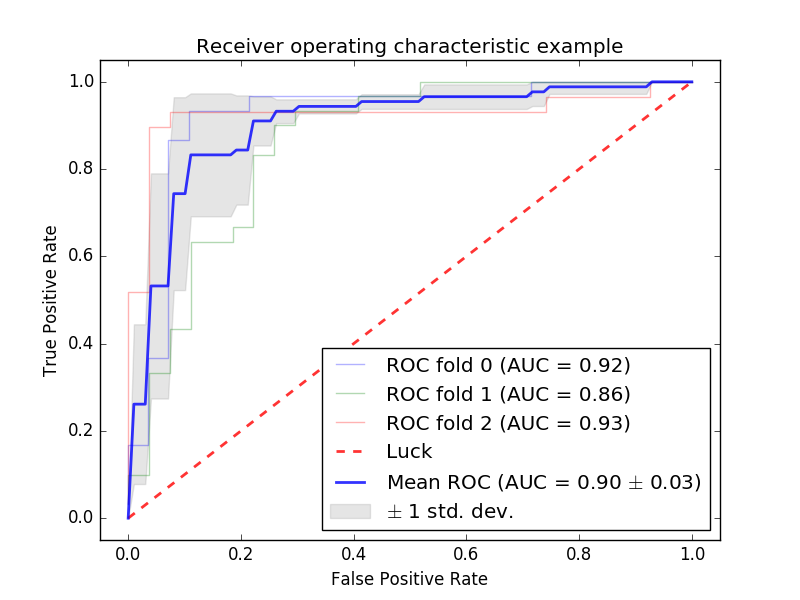 Receiver operating characteristic example
1.0
0.8
0.6
0.4
0.2
0.0
True Positive Rate
ROC fold 0 (AUC = 0.92)
ROC fold 1 (AUC = 0.86)
ROC fold 2 (AUC = 0.93)
Luck
Mean ROC (AUC = 0.90 ± 0.03)
± 1 std. dev.
0.0 0.2 0.4 0.6 0.8 1.0
False Positive Rate